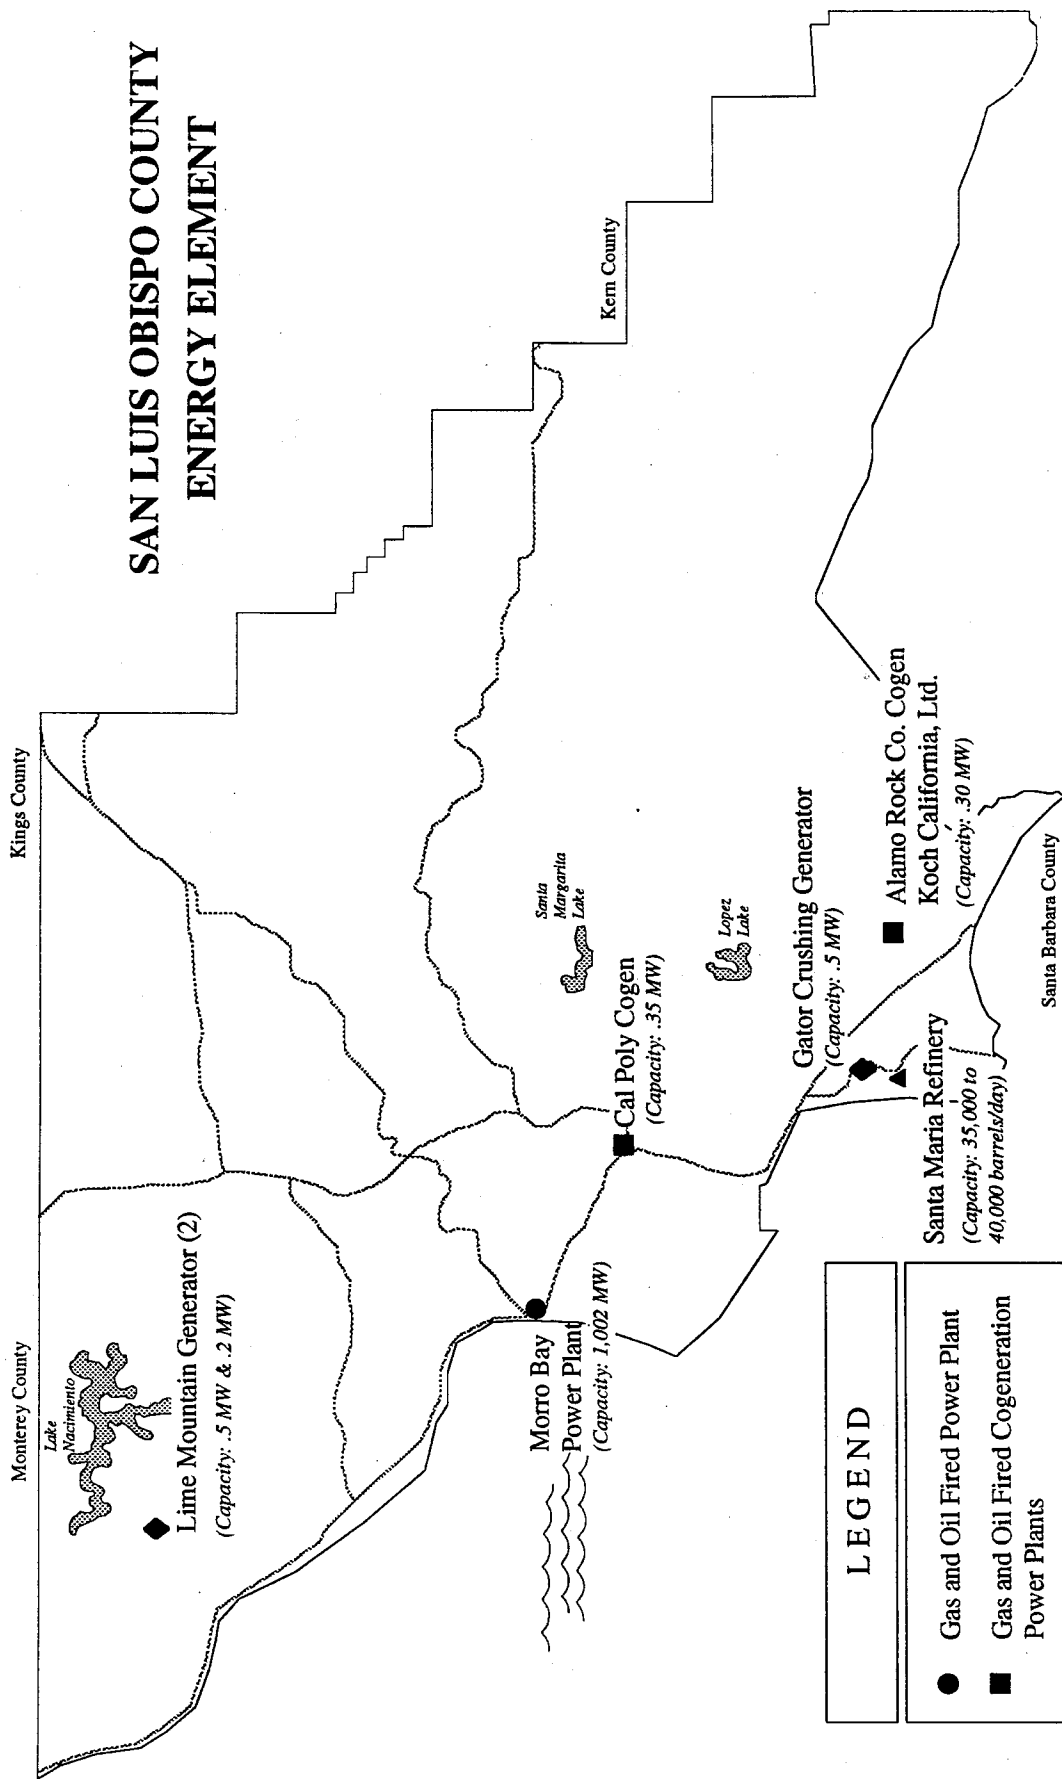 SAN LUIS OBISPO COUNTY
ENERGY ELEMENT
Monterey County
Kings County
Kern County
Santa Barbara County
Lake
Nacimiento
Lime Mountain Generator (2)
(Capacity: .5 MW & .2 MW)
Santa
Margarita
Lake
Morro Bay
Power Plant
(Capacity: 1,002 MW)
Cal Poly Cogen
(Capacity: .35 MW)
Lopez
Lake
Gator Crushing Generator
(Capacity: .5 MW)
Alamo Rock Co. Cogen
Koch California, Ltd.
(Capacity: .30 MW)
Santa Maria Refinery
(Capacity: 35,000 to
40,000 barrels/day)
LEGEND
Gas and Oil Fired Power Plant
Gas and Oil Fired Cogeneration
Power Plants